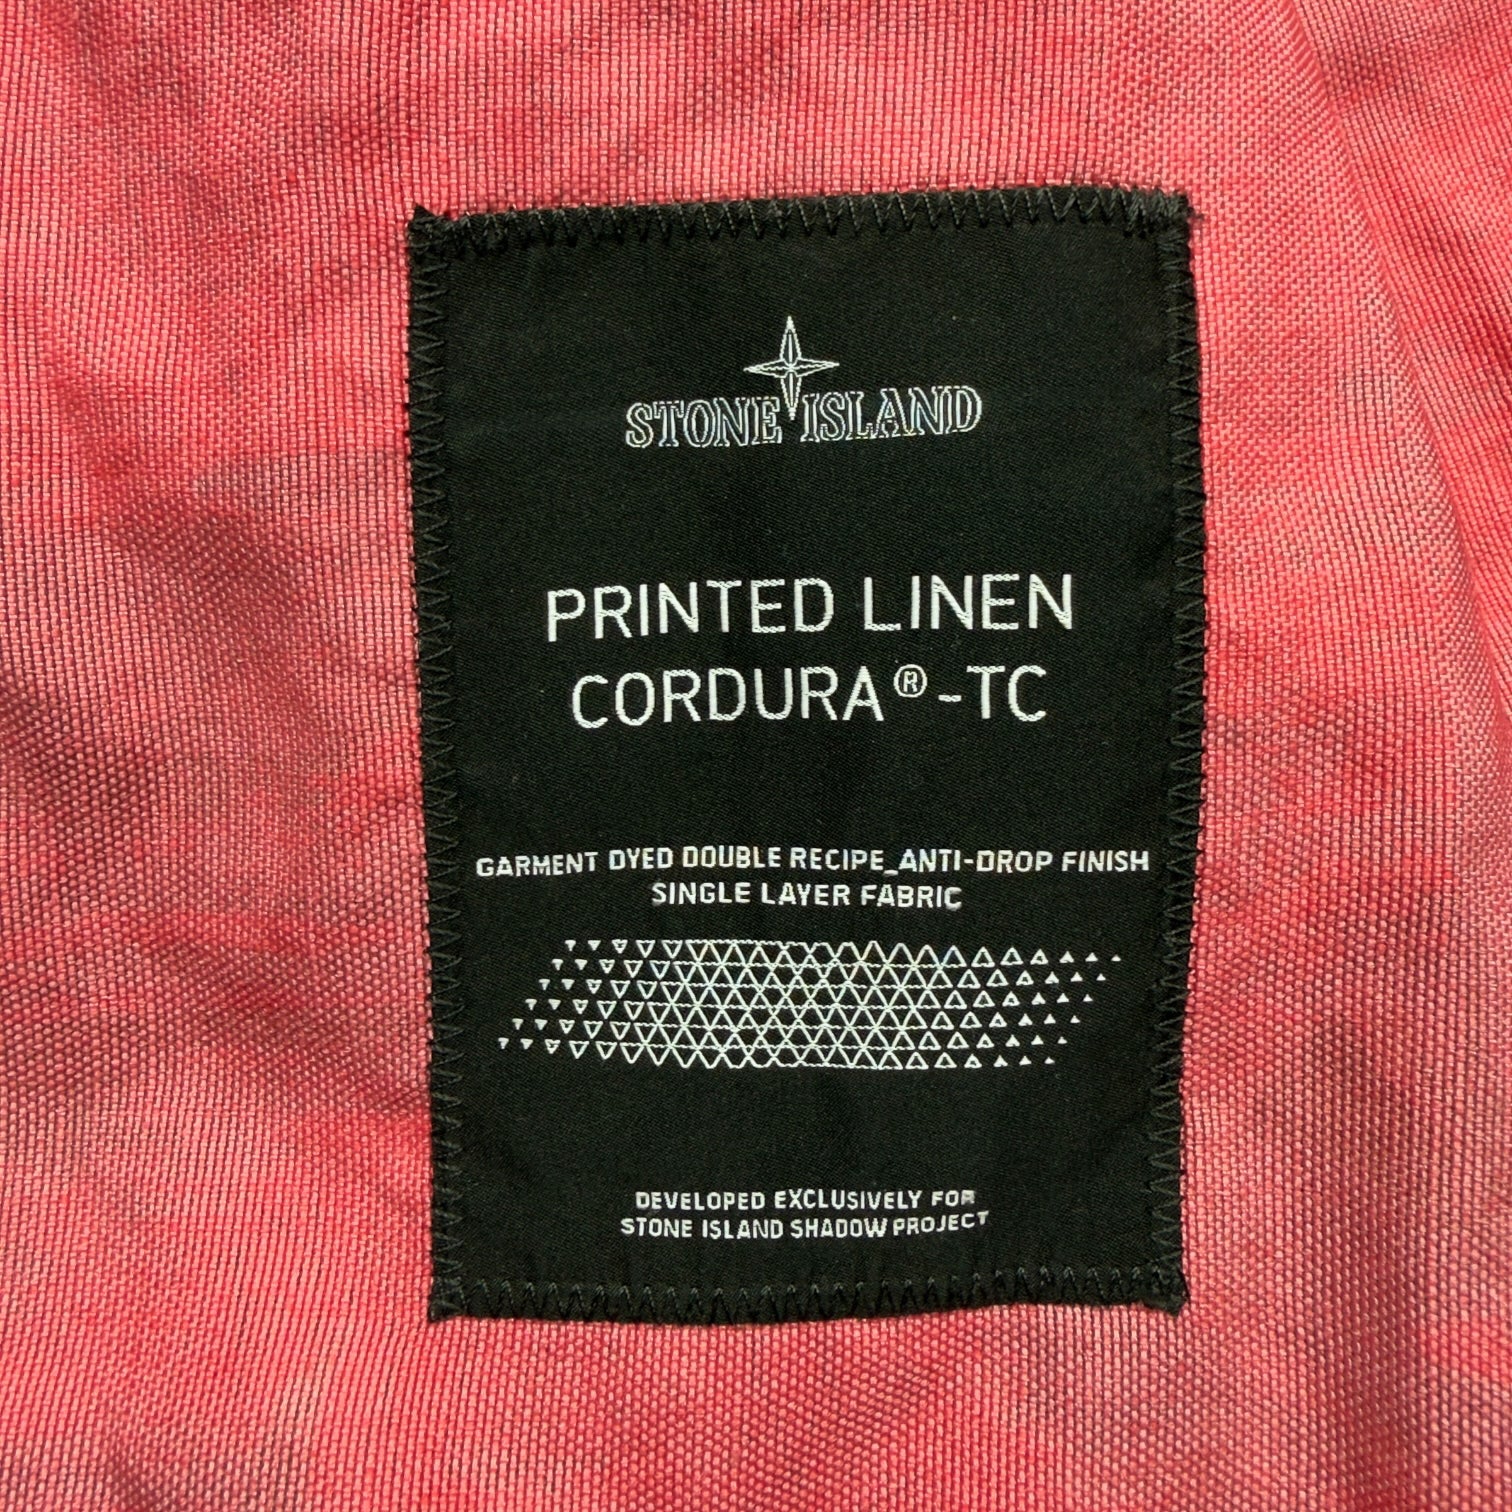 STONE ISLAND
PRINTED LINEN
CORDURA®-TC
GARMENT DYED DOUBLE RECIPE_ANTI-DROP FINISH
SINGLE LAYER FABRIC
DEVELOPED EXCLUSIVELY FOR
STONE ISLAND SHADOW PROJECT